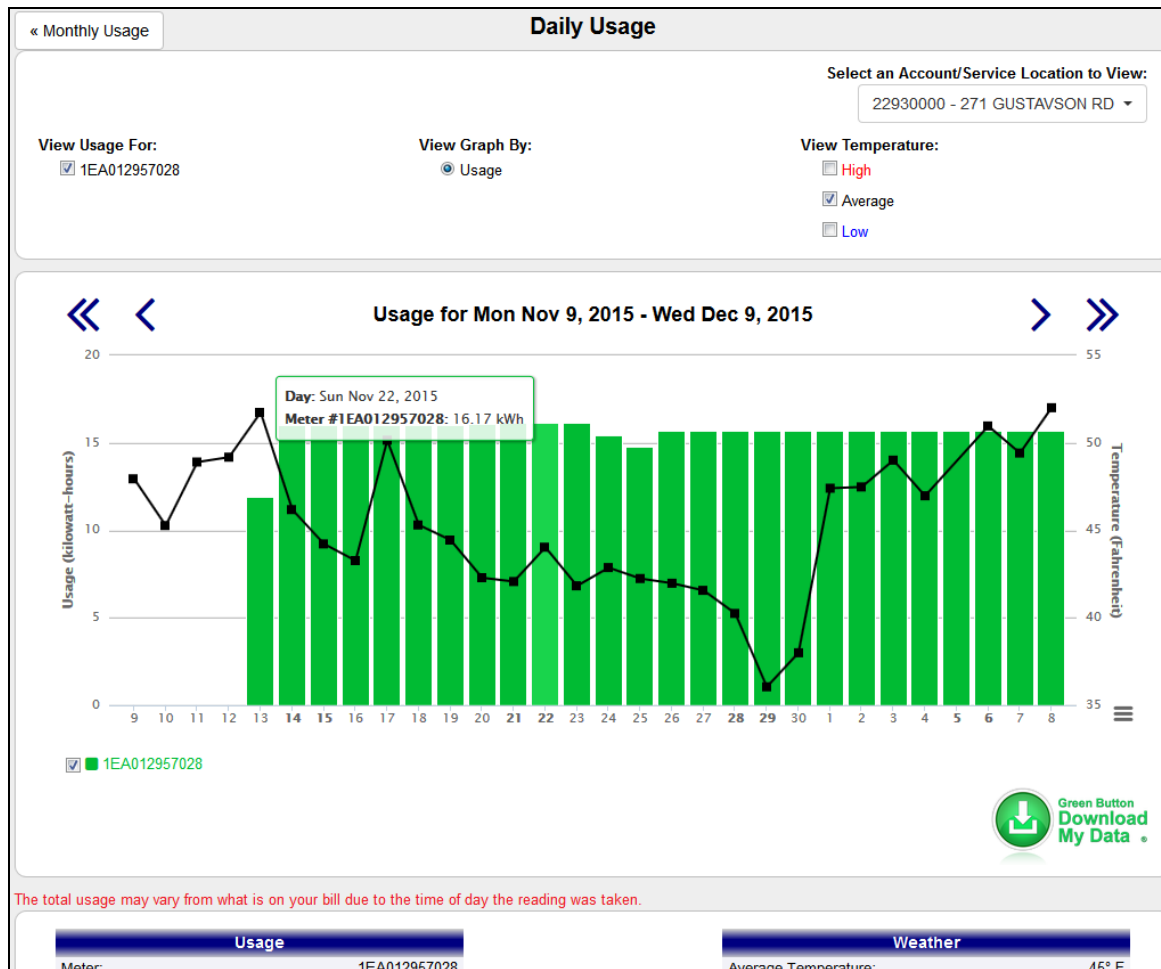 « Monthly Usage
Daily Usage
Select an Account/Service Location to View:
22930000 - 271 GUSTAVSON RD
View Usage For:
1EA012957028
View Graph By:
Usage
View Temperature:
High
Average
Low
Usage for Mon Nov 9, 2015 - Wed Dec 9, 2015
Usage (kilowatt-hours)
20
15
10
5
0
Day: Sun Nov 22, 2015
Meter #1EA012957028: 16.17 kWh
55
50
45
40
35
Temperature (Fahrenheit)
9 10 11 12 13 14 15 16 17 18 19 20 21 22 23 24 25 26 27 28 29 30 1 2 3 4 5 6 7 8
1EA012957028
Green Button
Download
My Data
The total usage may vary from what is on your bill due to the time of day the reading was taken.
Usage
Meter: 1EA012957028
Weather
Average Temperature: 45° F